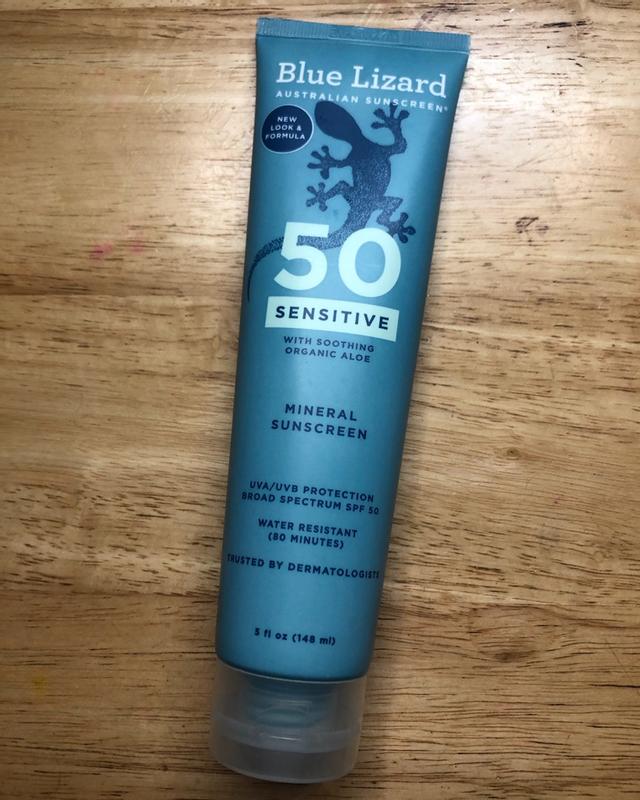 Blue Lizard
AUSTRALIAN SUNSCREEN®
NEW
LOOK &
FORMULA
50
SENSITIVE
WITH SOOTHING
ORGANIC ALOE
MINERAL
SUNSCREEN
UVA/UVB PROTECTION
BROAD SPECTRUM SPF 50
WATER RESISTANT
(80 MINUTES)
TRUSTED BY DERMATOLOGISTS
5 fl oz (148 ml)